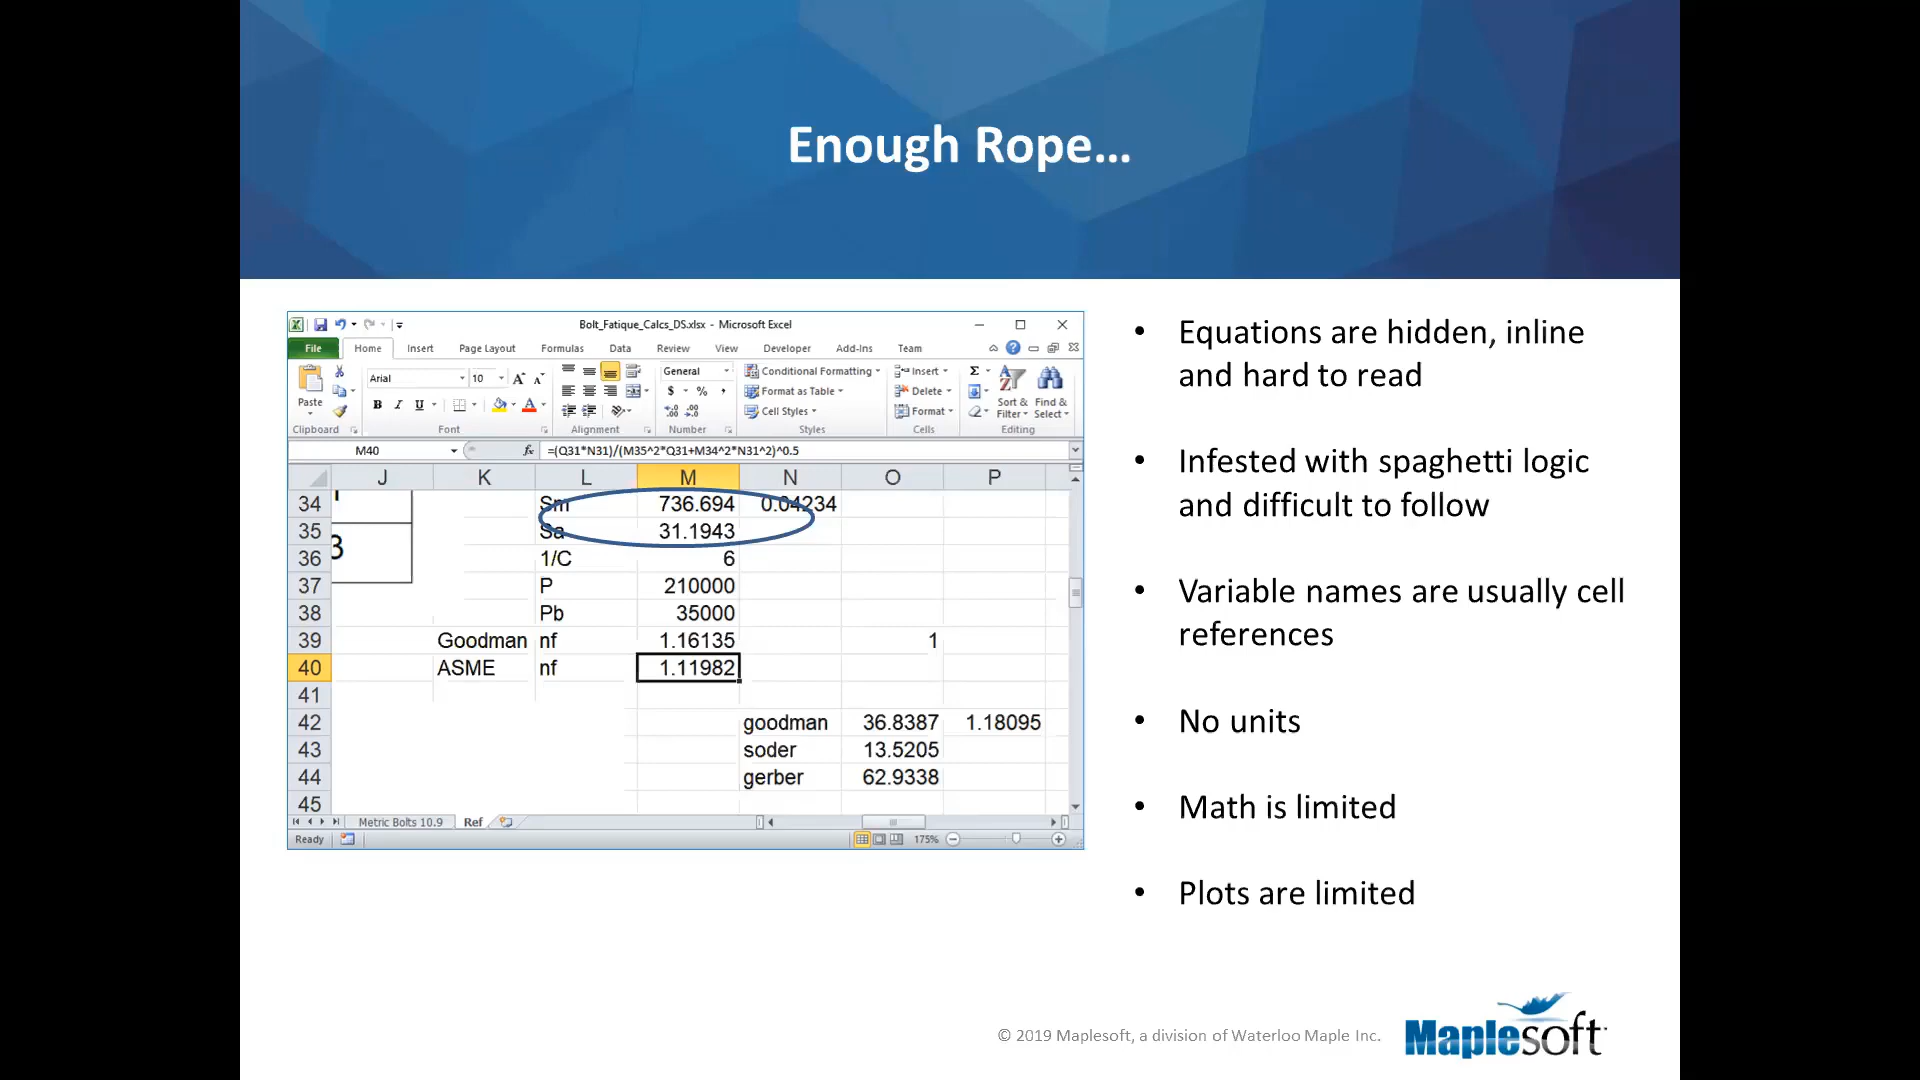 Enough Rope...
Bolt_Fatique_Calcs_DS.xlsx - Microsoft Excel
File Home Insert Page Layout Formulas Data Review View Developer Add-Ins Team
Paste
Arial 10
B I U
General
$ % ,
Conditional Formatting
Format as Table
Cell Styles
Insert
Delete
Format
Σ
Sort & Filter
Find & Select
Clipboard Font Alignment Number Styles Cells Editing
M40 fx =(Q31*N31)/(M35^2*Q31+M34^2*N31^2)^0.5
J K L M N O P
34 Sm 736.694 0.04234
35 Sa 31.1943
36 1/C 6
37 P 210000
38 Pb 35000
39 Goodman nf 1.16135 1
40 ASME nf 1.11982
41
42 goodman 36.8387 1.18095
43 soder 13.5205
44 gerber 62.9338
45
3
Metric Bolts 10.9 Ref
Ready 175%
• Equations are hidden, inline
and hard to read
• Infested with spaghetti logic
and difficult to follow
• Variable names are usually cell
references
• No units
• Math is limited
• Plots are limited
© 2019 Maplesoft, a division of Waterloo Maple Inc.
Maplesoft